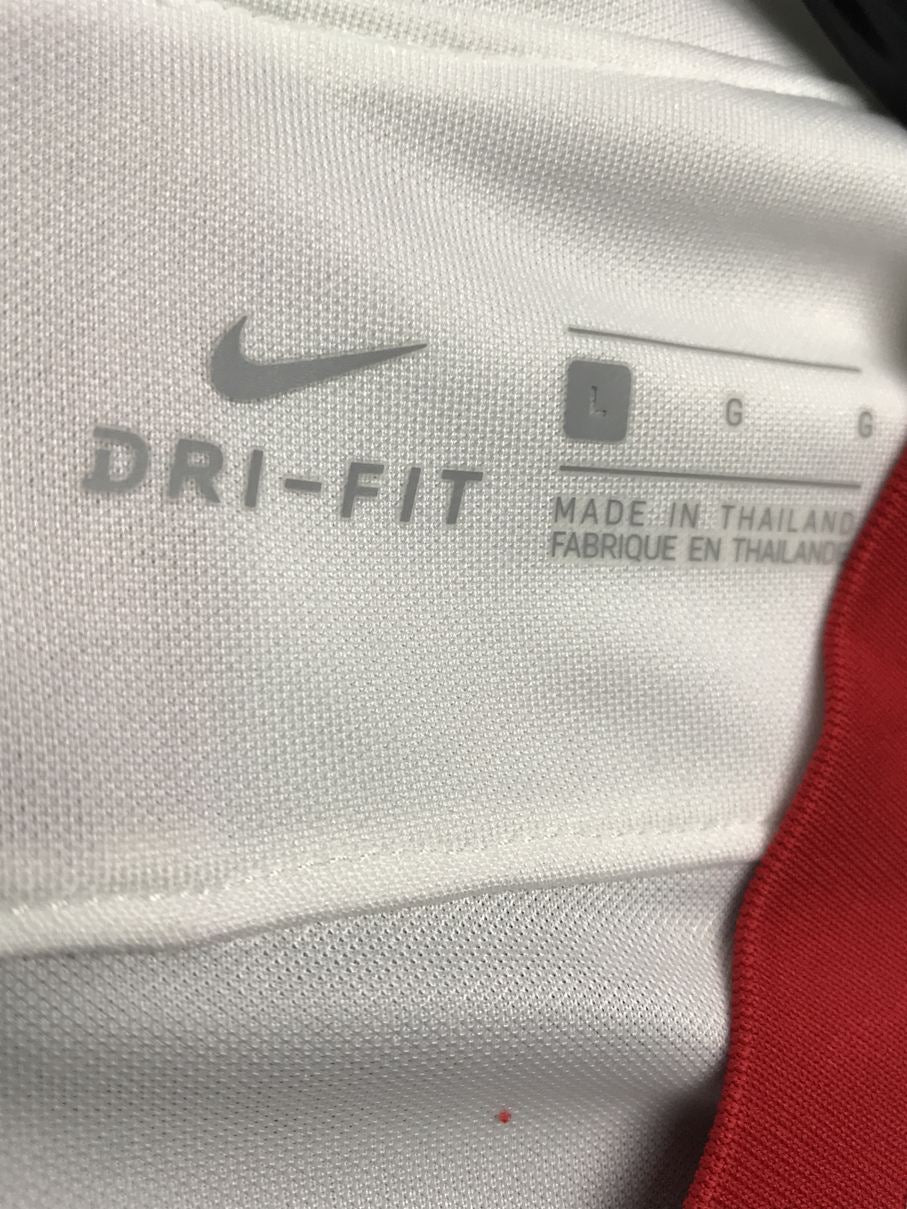 DRI-FIT
L G G
MADE IN THAILAND
FABRIQUE EN THAILANDE